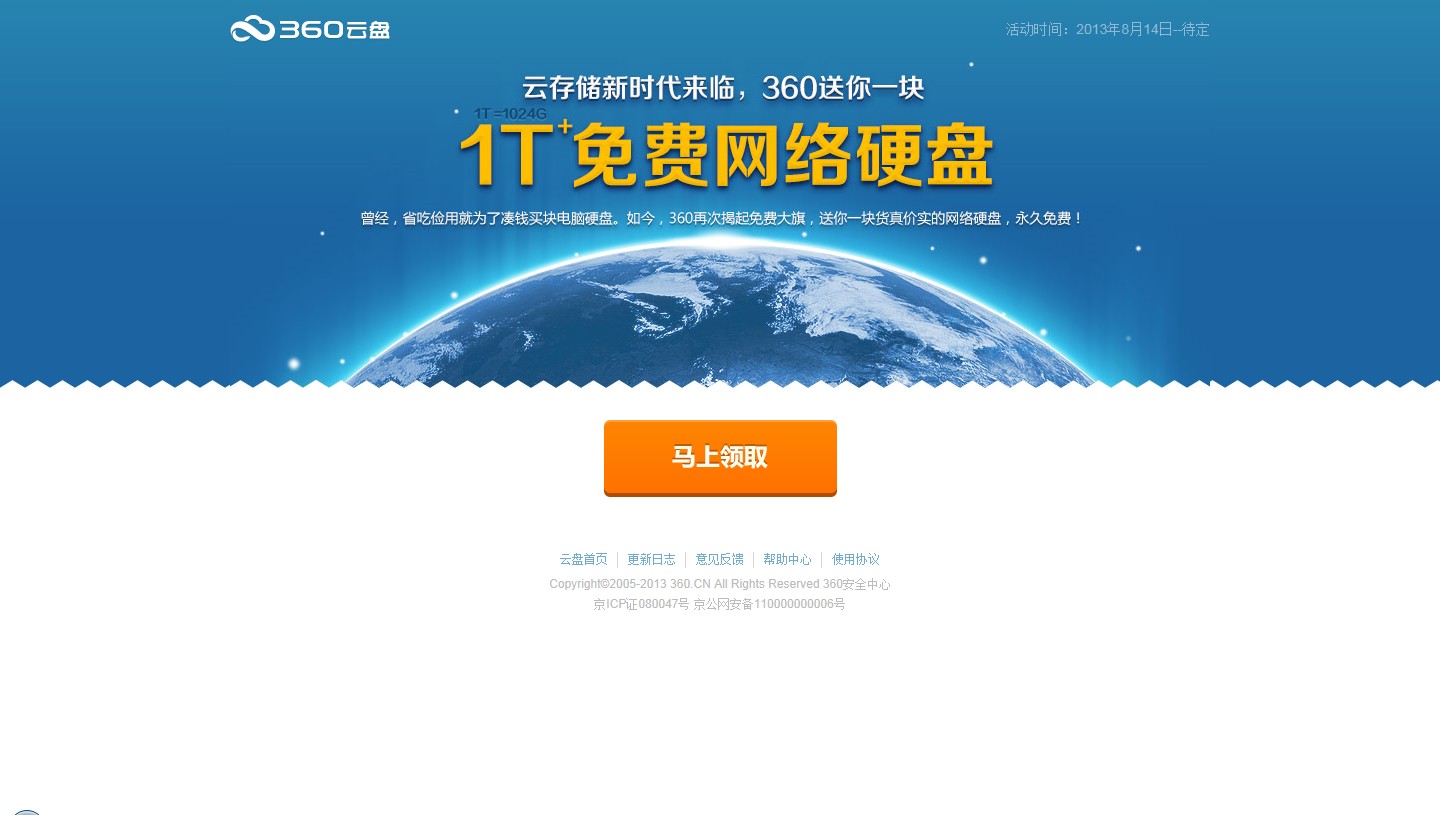 360云盘
活动时间：2013年8月14日--待定
云存储新时代来临，360送你一块
1T=1024G
1T+免费网络硬盘
曾经，省吃俭用就为了凑钱买块电脑硬盘。如今，360再次揭起免费大旗，送你一块货真价实的网络硬盘，永久免费！
马上领取
云盘首页 | 更新日志 | 意见反馈 | 帮助中心 | 使用协议
Copyright©2005-2013 360.CN All Rights Reserved 360安全中心
京ICP证080047号 京公网安备110000000006号